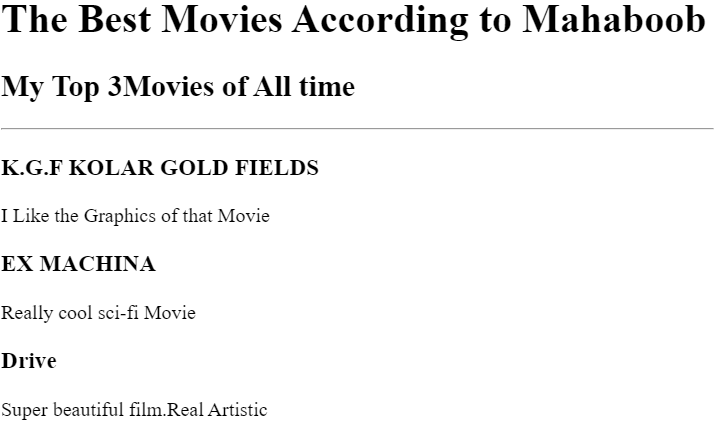 The Best Movies According to Mahaboob
My Top 3Movies of All time
K.G.F KOLAR GOLD FIELDS
I Like the Graphics of that Movie
EX MACHINA
Really cool sci-fi Movie
Drive
Super beautiful film.Real Artistic